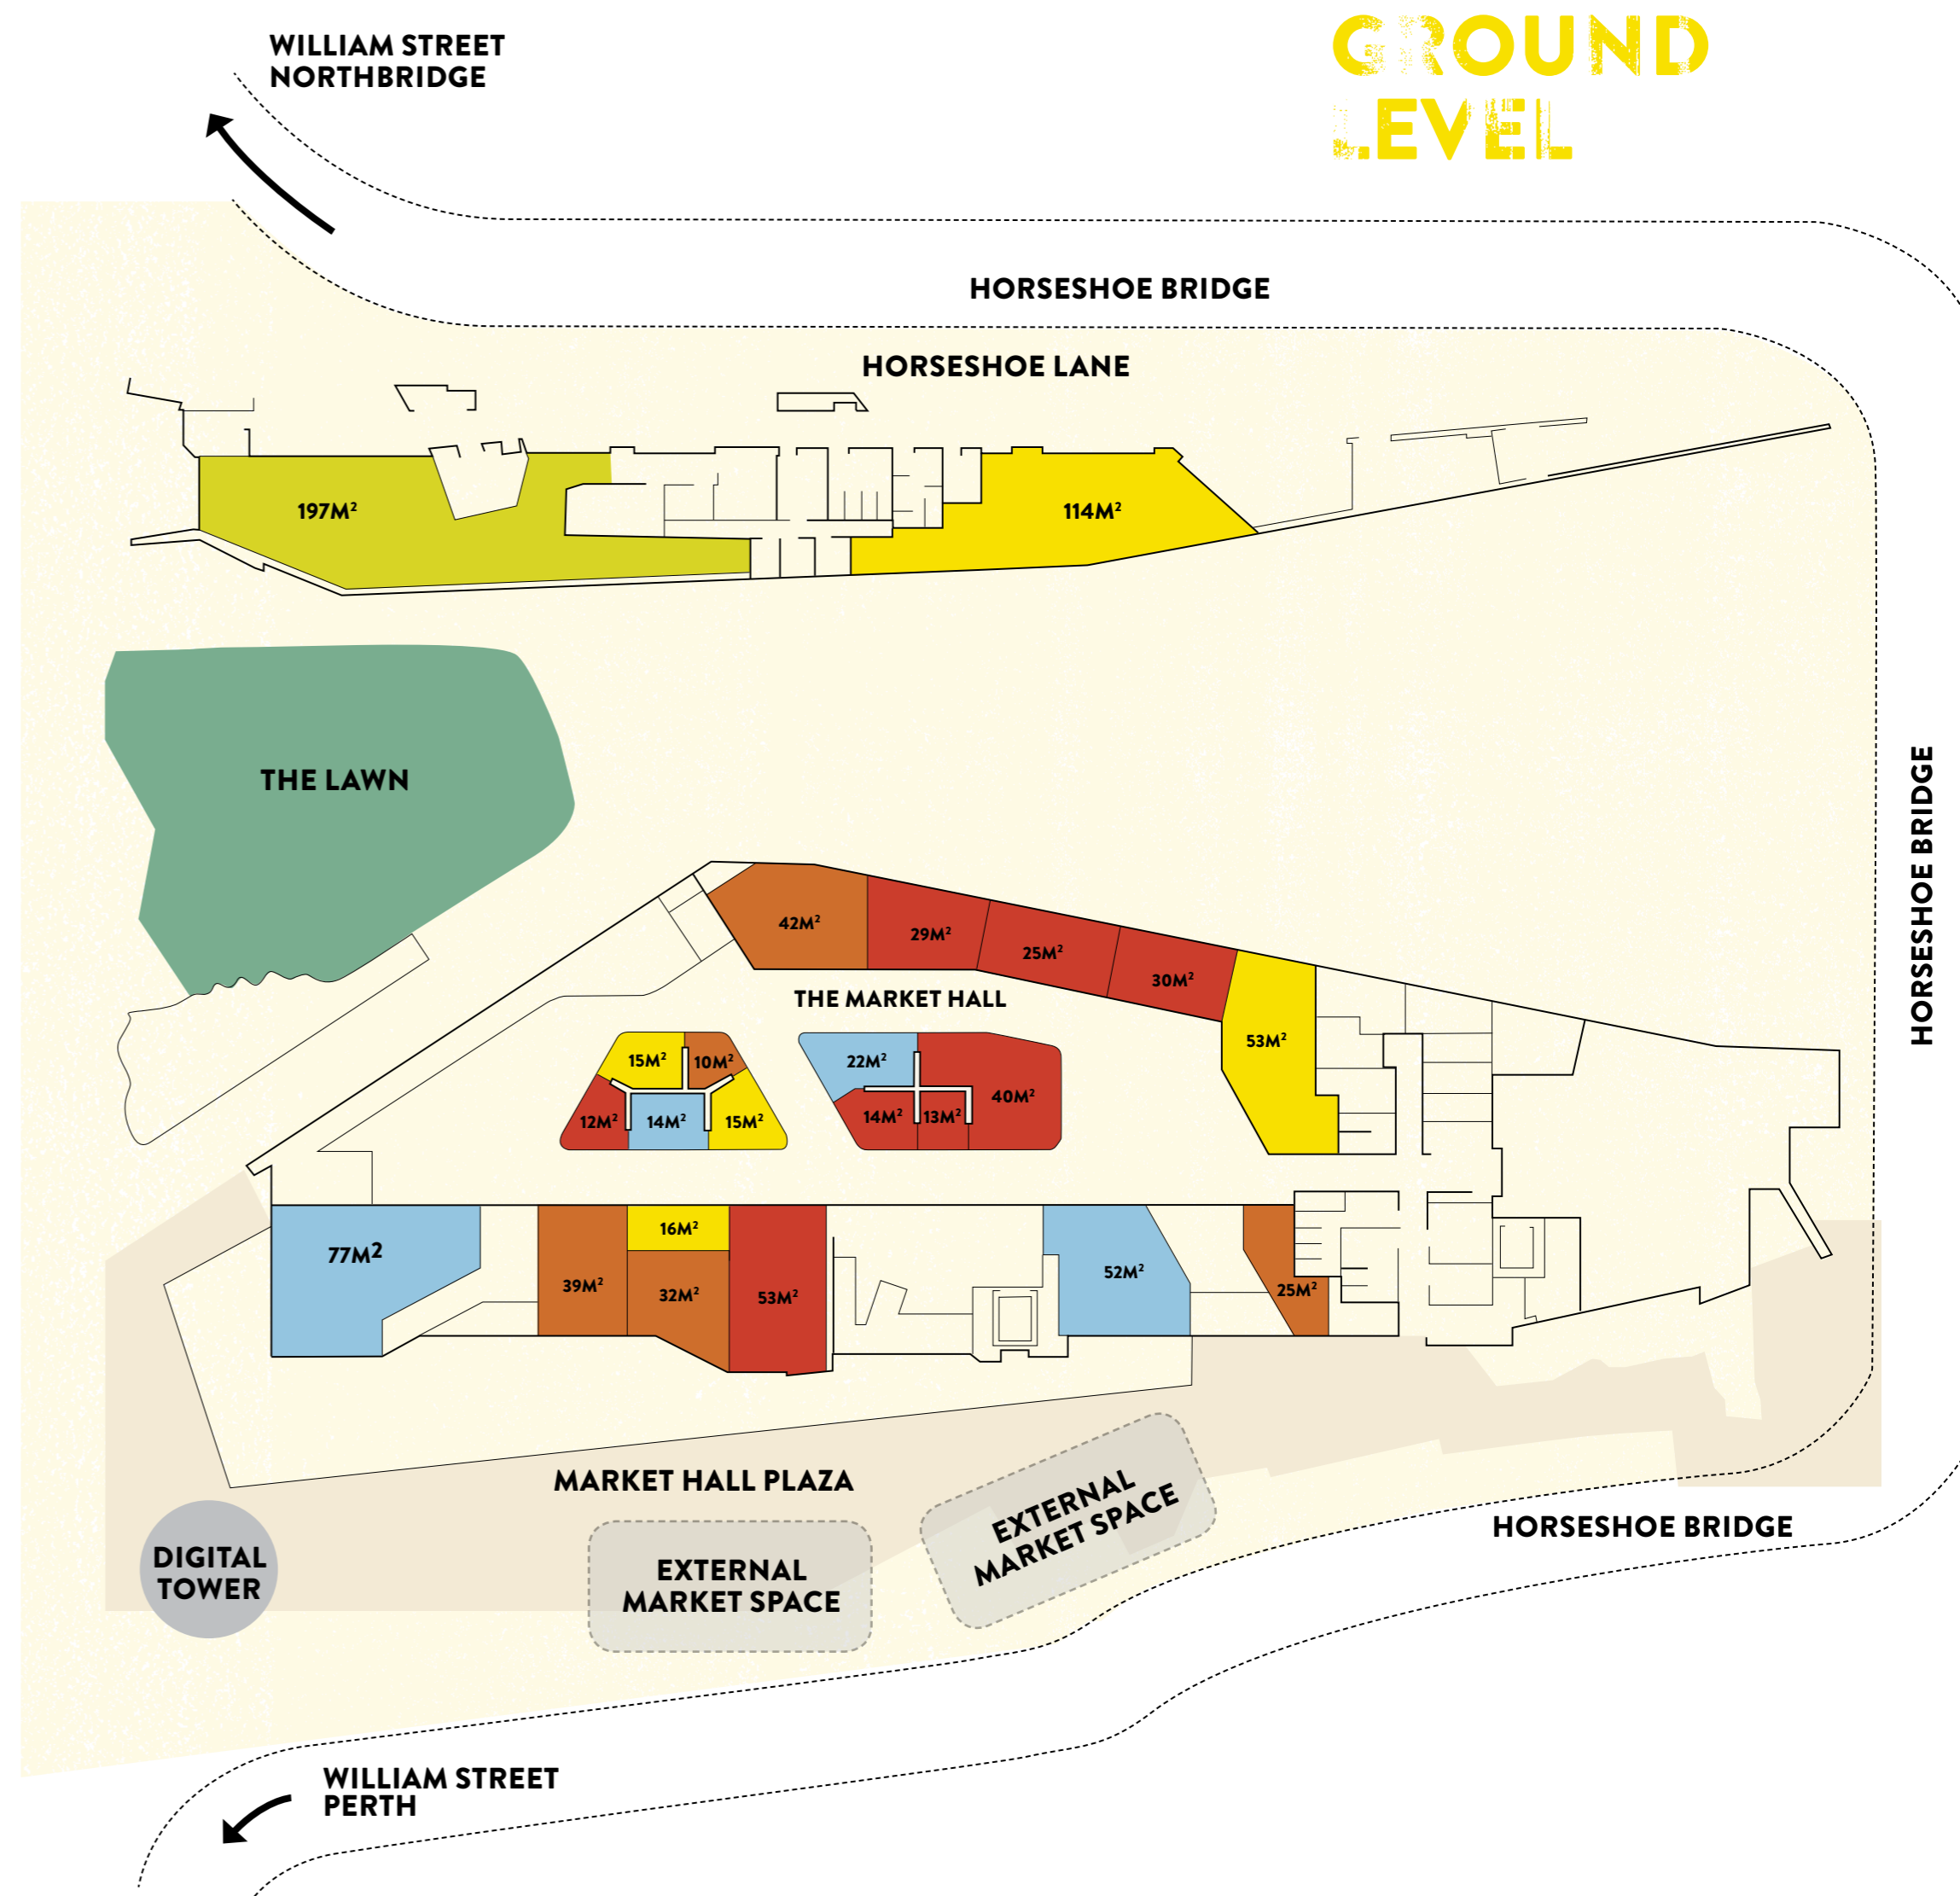 GROUND
LEVEL
WILLIAM STREET
NORTHBRIDGE
HORSESHOE BRIDGE
HORSESHOE LANE
197M²
114M²
THE LAWN
HORSESHOE BRIDGE
42M²
29M²
25M²
30M²
53M²
THE MARKET HALL
15M²
10M²
12M²
14M²
15M²
22M²
14M²
13M²
40M²
77M²
39M²
16M²
32M²
53M²
52M²
25M²
MARKET HALL PLAZA
EXTERNAL
MARKET SPACE
EXTERNAL
MARKET SPACE
HORSESHOE BRIDGE
DIGITAL
TOWER
WILLIAM STREET
PERTH